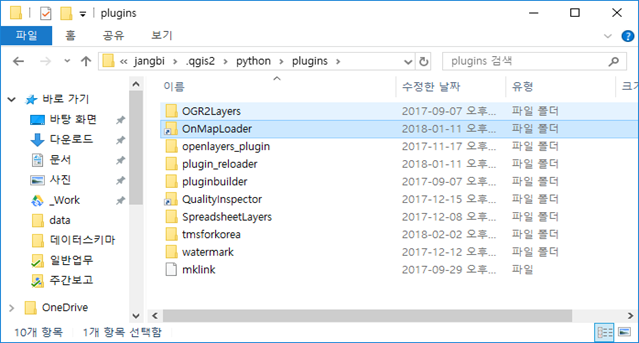 plugins
파일 홈 공유 보기
« jangbi › .qgis2 › python › plugins › plugins 검색
이름 수정한 날짜 유형 크기
바로 가기
바탕 화면
다운로드
문서
사진
_Work
data
데이터스키마
일반업무
주간보고
OneDrive
OGR2Layers 2017-09-07 오후... 파일 폴더
OnMapLoader 2018-01-11 오후... 파일 폴더
openlayers_plugin 2017-11-17 오후... 파일 폴더
plugin_reloader 2018-01-11 오후... 파일 폴더
pluginbuilder 2017-09-07 오후... 파일 폴더
QualityInspector 2017-12-15 오후... 파일 폴더
SpreadsheetLayers 2017-12-08 오후... 파일 폴더
tmsforkorea 2018-02-02 오후... 파일 폴더
watermark 2017-12-12 오후... 파일 폴더
mklink 2017-09-29 오후... 파일
10개 항목 1개 항목 선택함